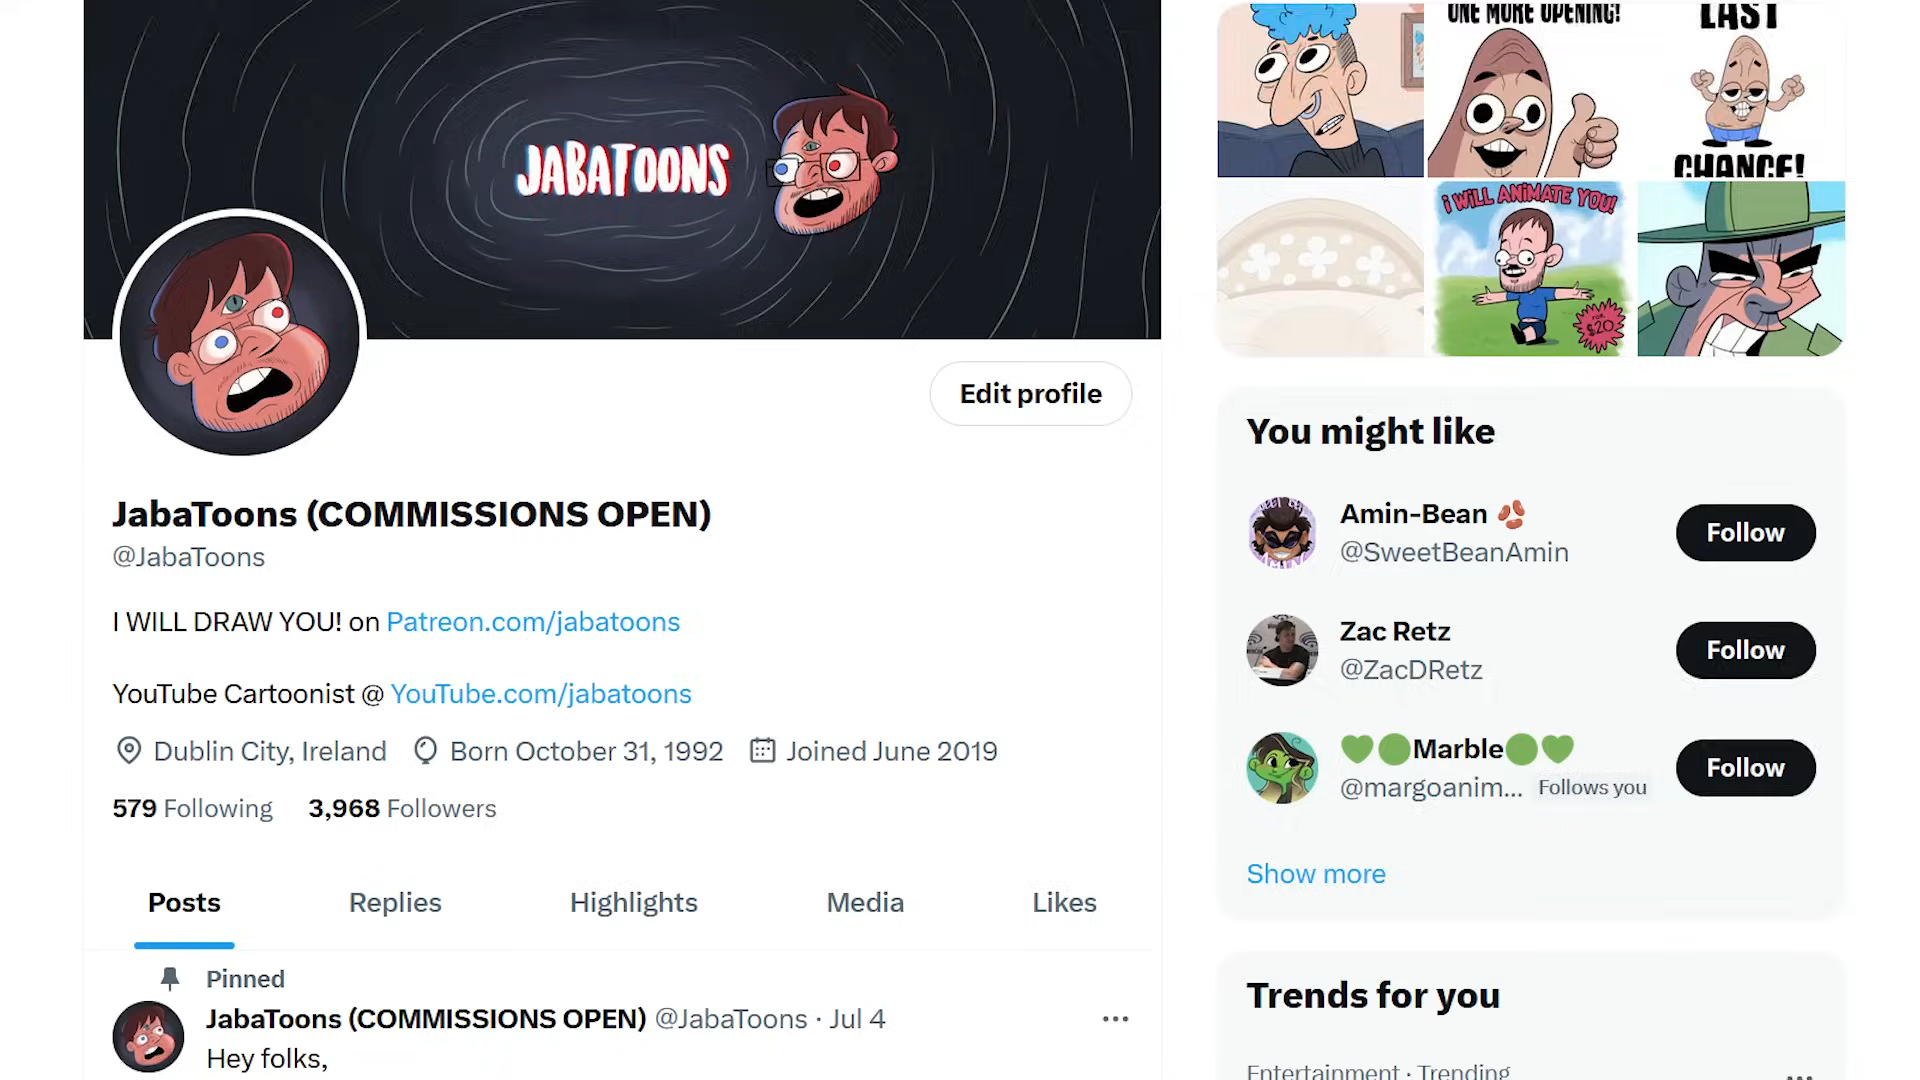 JABATOONS
ONE MORE OPENING!
LAST
CHANCE!
I WILL ANIMATE YOU!
FOR
$20
Edit profile
JabaToons (COMMISSIONS OPEN)
@JabaToons
I WILL DRAW YOU! on Patreon.com/jabatoons
YouTube Cartoonist @ YouTube.com/jabatoons
Dublin City, Ireland Born October 31, 1992 Joined June 2019
579 Following 3,968 Followers
Posts Replies Highlights Media Likes
Pinned
JabaToons (COMMISSIONS OPEN) @JabaToons · Jul 4
Hey folks,
You might like
Amin-Bean
@SweetBeanAmin
Follow
Zac Retz
@ZacDRetz
Follow
Marble
@margoanim... Follows you
Follow
Show more
Trends for you
Entertainment · Trending